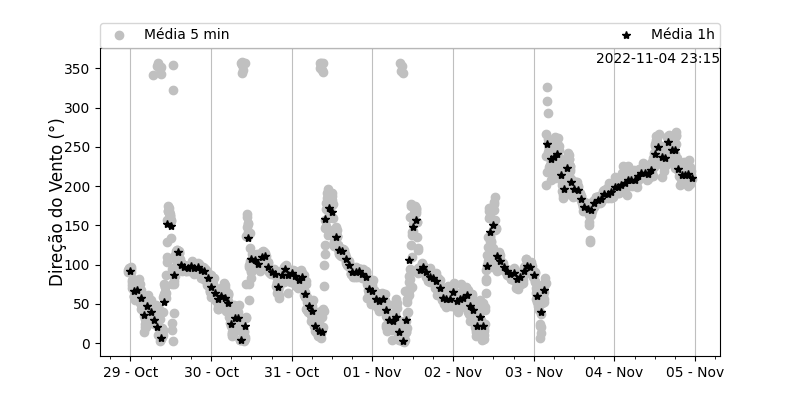 Média 5 min
Média 1h
2022-11-04 23:15
Direção do Vento (°)
350
300
250
200
150
100
50
0
29 - Oct
30 - Oct
31 - Oct
01 - Nov
02 - Nov
03 - Nov
04 - Nov
05 - Nov